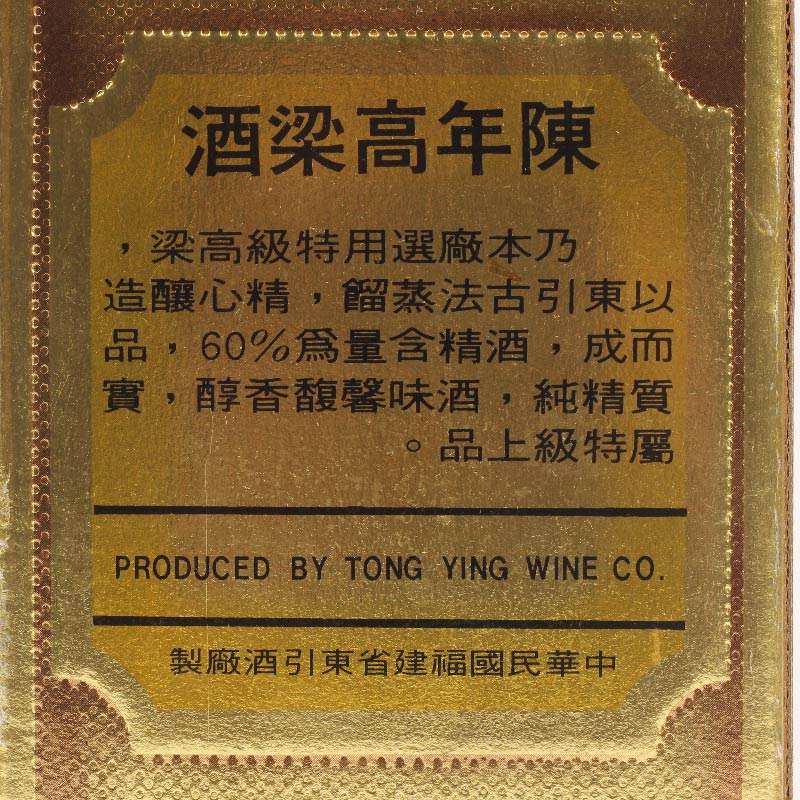 陳年高梁酒
乃本廠選用特級高梁，
以東引古法蒸餾，精心釀造
而成，酒精含量爲60%，品
質精純，酒味馨馥香醇，實
屬特級上品。
PRODUCED BY TONG YING WINE CO.
中華民國福建省東引酒廠製